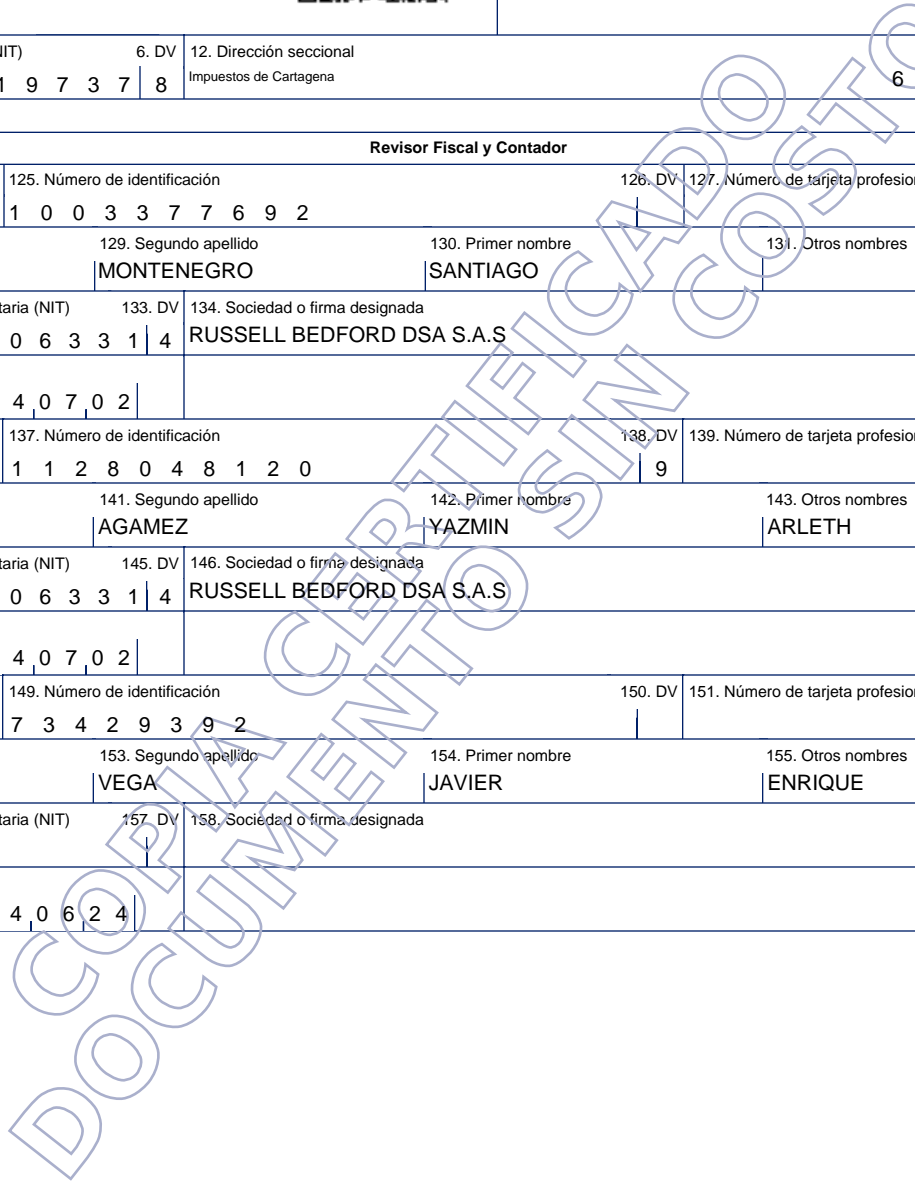 IT) 6. DV 12. Dirección seccional
1 9 7 3 7 8 Impuestos de Cartagena 6
Revisor Fiscal y Contador
125. Número de identificación 126. DV 127. Número de tarjeta profesion
1 0 0 3 3 7 7 6 9 2
129. Segundo apellido 130. Primer nombre 131. Otros nombres
MONTENEGRO SANTIAGO
taria (NIT) 133. DV 134. Sociedad o firma designada
0 6 3 3 1 4 RUSSELL BEDFORD DSA S.A.S
4 0 7 0 2
137. Número de identificación 138. DV 139. Número de tarjeta profesion
1 1 2 8 0 4 8 1 2 0 9
141. Segundo apellido 142. Primer nombre 143. Otros nombres
AGAMEZ YAZMIN ARLETH
taria (NIT) 145. DV 146. Sociedad o firma designada
0 6 3 3 1 4 RUSSELL BEDFORD DSA S.A.S
4 0 7 0 2
149. Número de identificación 150. DV 151. Número de tarjeta profesion
7 3 4 2 9 3 9 2
153. Segundo apellido 154. Primer nombre 155. Otros nombres
VEGA JAVIER ENRIQUE
taria (NIT) 157. DV 158. Sociedad o firma designada
4 0 6 2 4
COPIA CERTIFICADO
DOCUMENTO SIN COSTO